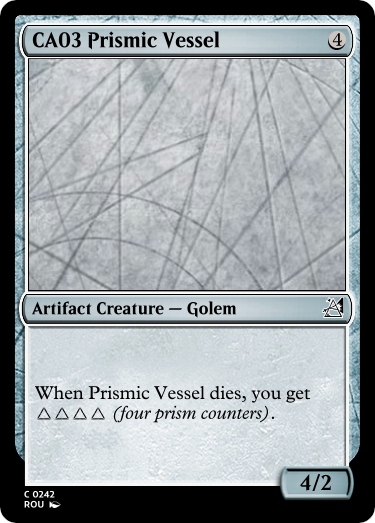 CA03 Prismic Vessel 4
Artifact Creature — Golem
When Prismic Vessel dies, you get
△△△△ (four prism counters).
4/2
C 0242
ROU